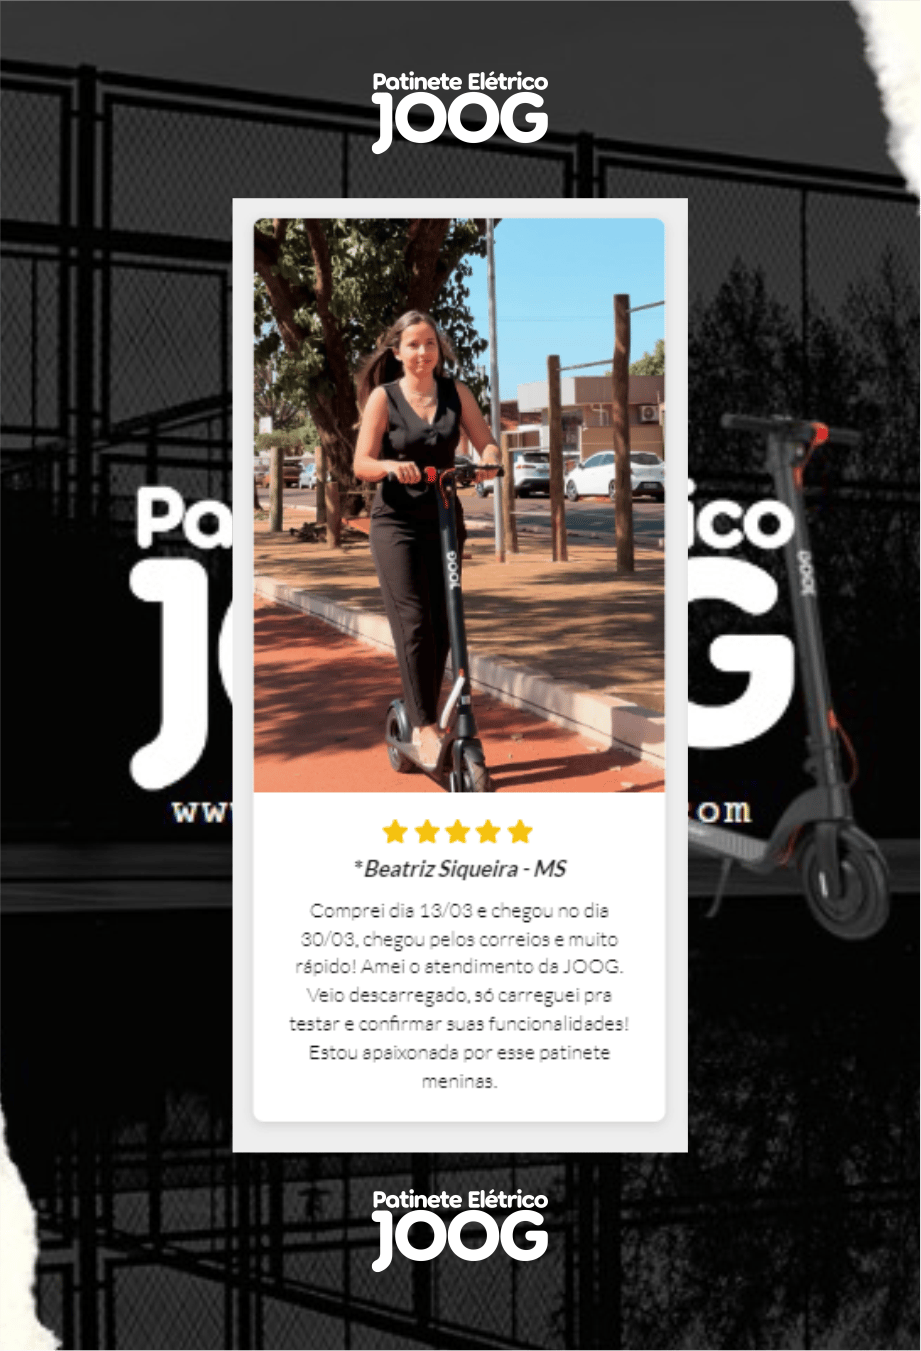 Patinete Elétrico
JOOG
JOOG
Pa
ico
J
G
JOOG
ww
com
*Beatriz Siqueira - MS
Comprei dia 13/03 e chegou no dia
30/03, chegou pelos correios e muito
rápido! Amei o atendimento da JOOG.
Veio descarregado, só carreguei pra
testar e confirmar suas funcionalidades!
Estou apaixonada por esse patinete
meninas.
Patinete Elétrico
JOOG